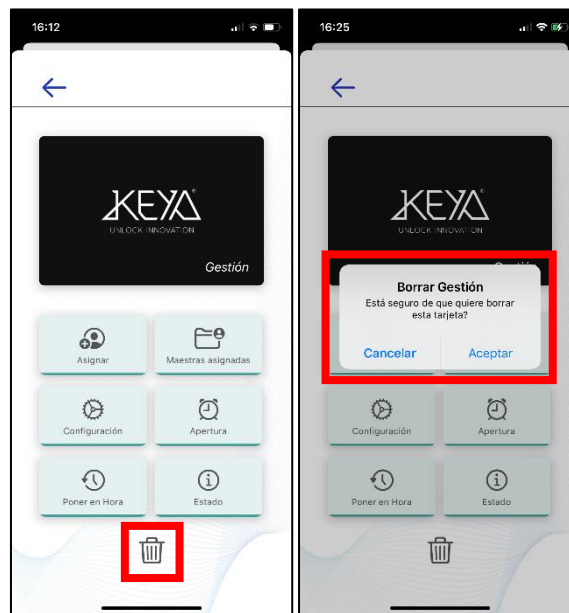 16:12
KEYA
UNLOCK INNOVATION
Gestión
Asignar
Maestras asignadas
Configuración
Apertura
Poner en Hora
Estado
16:25
KEYA
UNLOCK INNOVATION
Borrar Gestión
Está seguro de que quiere borrar
esta tarjeta?
Cancelar
Aceptar
Configuración
Apertura
Poner en Hora
Estado